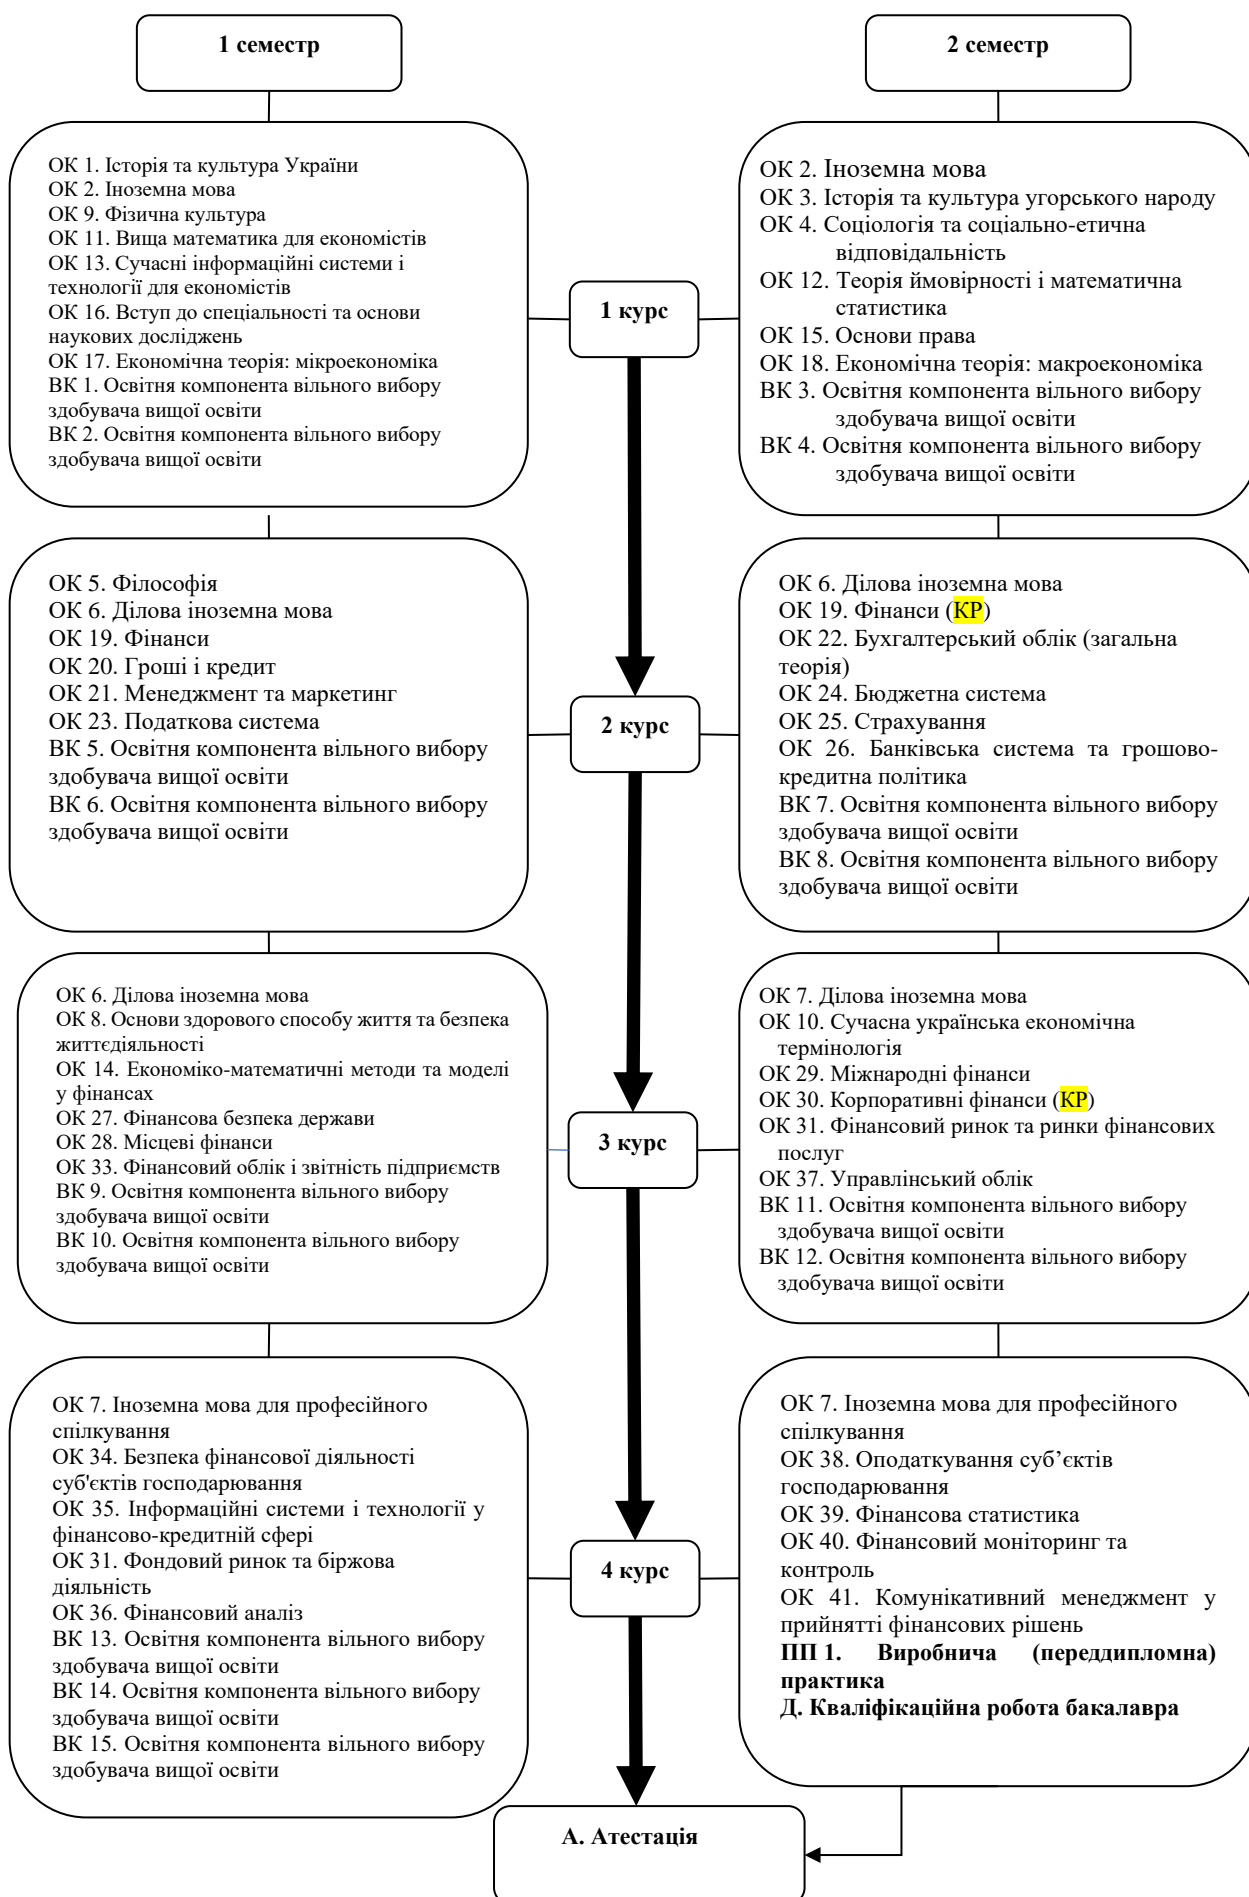 1 семестр
2 семестр
ОК 1. Історія та культура України
ОК 2. Іноземна мова
ОК 9. Фізична культура
ОК 11. Вища математика для економістів
ОК 13. Сучасні інформаційні системи і
технології для економістів
ОК 16. Вступ до спеціальності та основи
наукових досліджень
ОК 17. Економічна теорія: мікроекономіка
ВК 1. Освітня компонента вільного вибору
здобувача вищої освіти
ВК 2. Освітня компонента вільного вибору
здобувача вищої освіти
1 курс
ОК 2. Іноземна мова
ОК 3. Історія та культура угорського народу
ОК 4. Соціологія та соціально-етична
відповідальність
ОК 12. Теорія ймовірності і математична
статистика
ОК 15. Основи права
ОК 18. Економічна теорія: макроекономіка
ВК 3. Освітня компонента вільного вибору
здобувача вищої освіти
ВК 4. Освітня компонента вільного вибору
здобувача вищої освіти
ОК 5. Філософія
ОК 6. Ділова іноземна мова
ОК 19. Фінанси
ОК 20. Гроші і кредит
ОК 21. Менеджмент та маркетинг
ОК 23. Податкова система
ВК 5. Освітня компонента вільного вибору
здобувача вищої освіти
ВК 6. Освітня компонента вільного вибору
здобувача вищої освіти
2 курс
ОК 6. Ділова іноземна мова
ОК 19. Фінанси (КР)
ОК 22. Бухгалтерський облік (загальна
теорія)
ОК 24. Бюджетна система
ОК 25. Страхування
ОК 26. Банківська система та грошово-
кредитна політика
ВК 7. Освітня компонента вільного вибору
здобувача вищої освіти
ВК 8. Освітня компонента вільного вибору
здобувача вищої освіти
ОК 6. Ділова іноземна мова
ОК 8. Основи здорового способу життя та безпека
життєдіяльності
ОК 14. Економіко-математичні методи та моделі
у фінансах
ОК 27. Фінансова безпека держави
ОК 28. Місцеві фінанси
ОК 33. Фінансовий облік і звітність підприємств
ВК 9. Освітня компонента вільного вибору
здобувача вищої освіти
ВК 10. Освітня компонента вільного вибору
здобувача вищої освіти
3 курс
ОК 7. Ділова іноземна мова
ОК 10. Сучасна українська економічна
термінологія
ОК 29. Міжнародні фінанси
ОК 30. Корпоративні фінанси (КР)
ОК 31. Фінансовий ринок та ринки фінансових
послуг
ОК 37. Управлінський облік
ВК 11. Освітня компонента вільного вибору
здобувача вищої освіти
ВК 12. Освітня компонента вільного вибору
здобувача вищої освіти
ОК 7. Іноземна мова для професійного
спілкування
ОК 34. Безпека фінансової діяльності
суб'єктів господарювання
ОК 35. Інформаційні системи і технології у
фінансово-кредитній сфері
ОК 31. Фондовий ринок та біржова
діяльність
ОК 36. Фінансовий аналіз
ВК 13. Освітня компонента вільного вибору
здобувача вищої освіти
ВК 14. Освітня компонента вільного вибору
здобувача вищої освіти
ВК 15. Освітня компонента вільного вибору
здобувача вищої освіти
4 курс
ОК 7. Іноземна мова для професійного
спілкування
ОК 38. Оподаткування суб’єктів
господарювання
ОК 39. Фінансова статистика
ОК 40. Фінансовий моніторинг та
контроль
ОК 41. Комунікативний менеджмент у
прийнятті фінансових рішень
ПП 1. Виробнича (переддипломна)
практика
Д. Кваліфікаційна робота бакалавра
А. Атестація